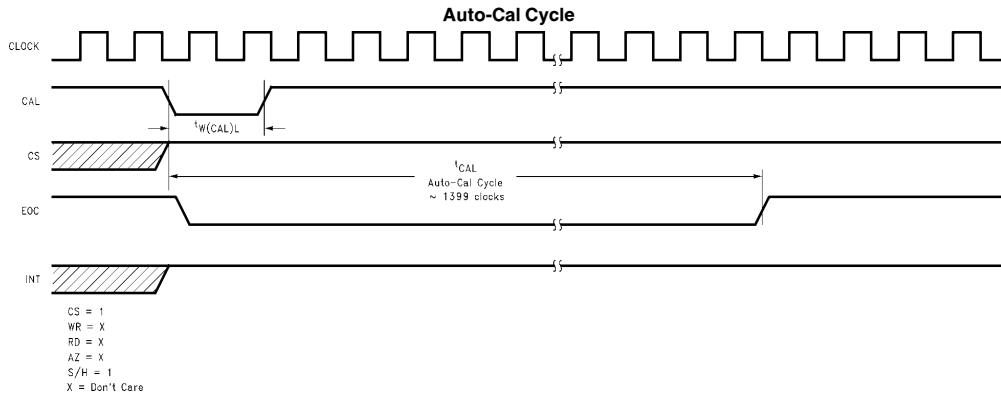 Auto-Cal Cycle
CLOCK
CAL
tW(CAL)L
CS
tCAL
Auto-Cal Cycle
~ 1399 clocks
EOC
INT
CS = 1
WR = X
RD = X
AZ = X
S/H = 1
X = Don't Care